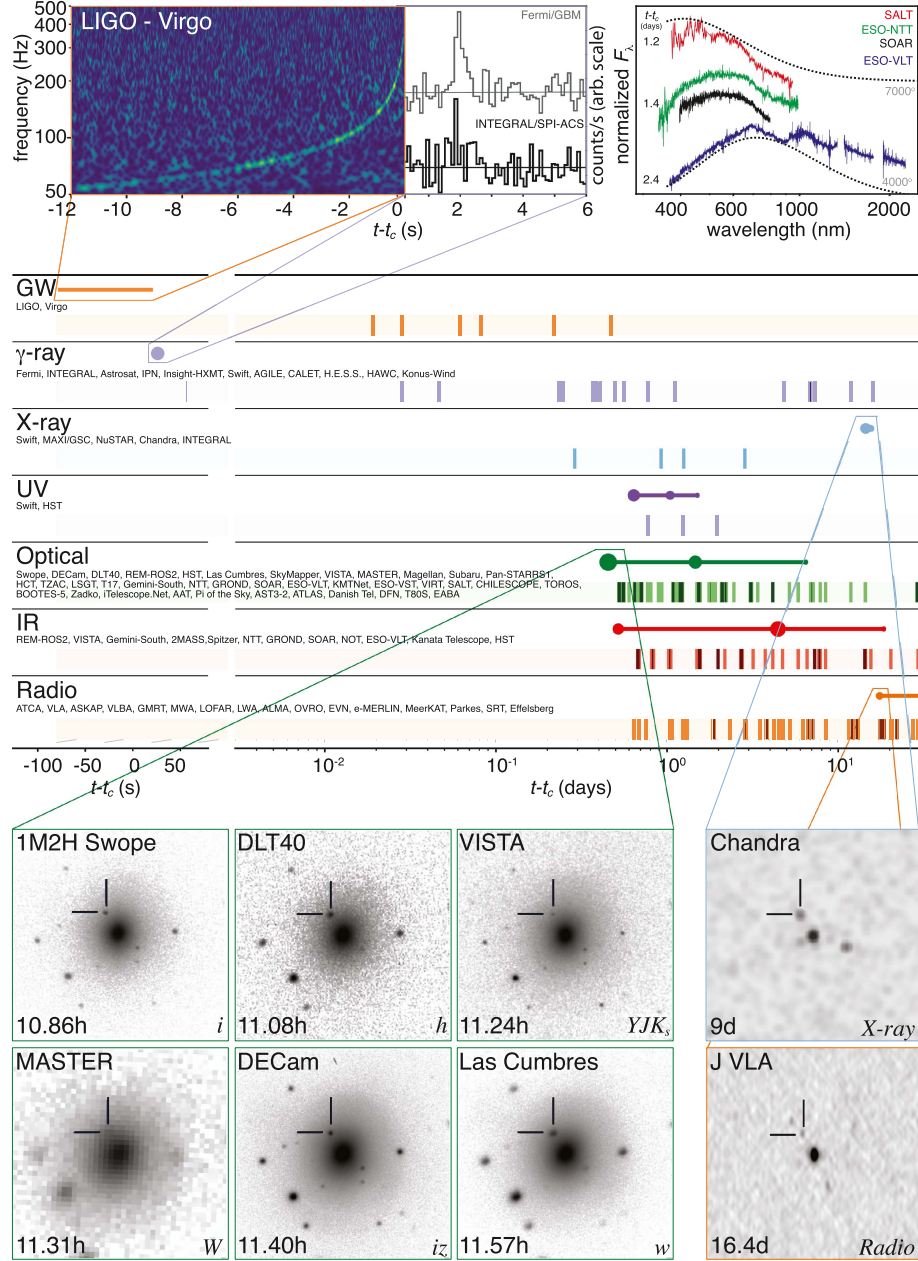 LIGO - Virgo
frequency (Hz)
500
400
300
200
100
50
-12 -10 -8 -6 -4 -2 0 2 4 6
t-tc (s)
Fermi/GBM
INTEGRAL/SPI-ACS
counts/s (arb. scale)
normalized Fλ
t-tc
(days)
1.2
1.4
2.4
SALT
ESO-NTT
SOAR
ESO-VLT
7000°
4000°
400 600 1000 2000
wavelength (nm)
GW
LIGO, Virgo
γ-ray
Fermi, INTEGRAL, Astrosat, IPN, Insight-HXMT, Swift, AGILE, CALET, H.E.S.S., HAWC, Konus-Wind
X-ray
Swift, MAXI/GSC, NuSTAR, Chandra, INTEGRAL
UV
Swift, HST
Optical
Swope, DECam, DLT40, REM-ROS2, HST, Las Cumbres, SkyMapper, VISTA, MASTER, Magellan, Subaru, Pan-STARRS1,
HCT, TZAC, LSGT, T17, Gemini-South, NTT, GROND, SOAR, ESO-VLT, KMTNet, ESO-VST, VIRT, SALT, CHILESCOPE, TOROS,
BOOTES-5, Zadko, iTelescope.Net, AAT, Pi of the Sky, AST3-2, ATLAS, Danish Tel, DFN, T80S, EABA
IR
REM-ROS2, VISTA, Gemini-South, 2MASS,Spitzer, NTT, GROND, SOAR, NOT, ESO-VLT, Kanata Telescope, HST
Radio
ATCA, VLA, ASKAP, VLBA, GMRT, MWA, LOFAR, LWA, ALMA, OVRO, EVN, e-MERLIN, MeerKAT, Parkes, SRT, Effelsberg
-100 -50 0 50 10⁻² 10⁻¹ 10⁰ 10¹
t-tc (s) t-tc (days)
1M2H Swope
10.86h i
DLT40
11.08h h
VISTA
11.24h YJKs
Chandra
9d X-ray
MASTER
11.31h W
DECam
11.40h iz
Las Cumbres
11.57h w
J VLA
16.4d Radio